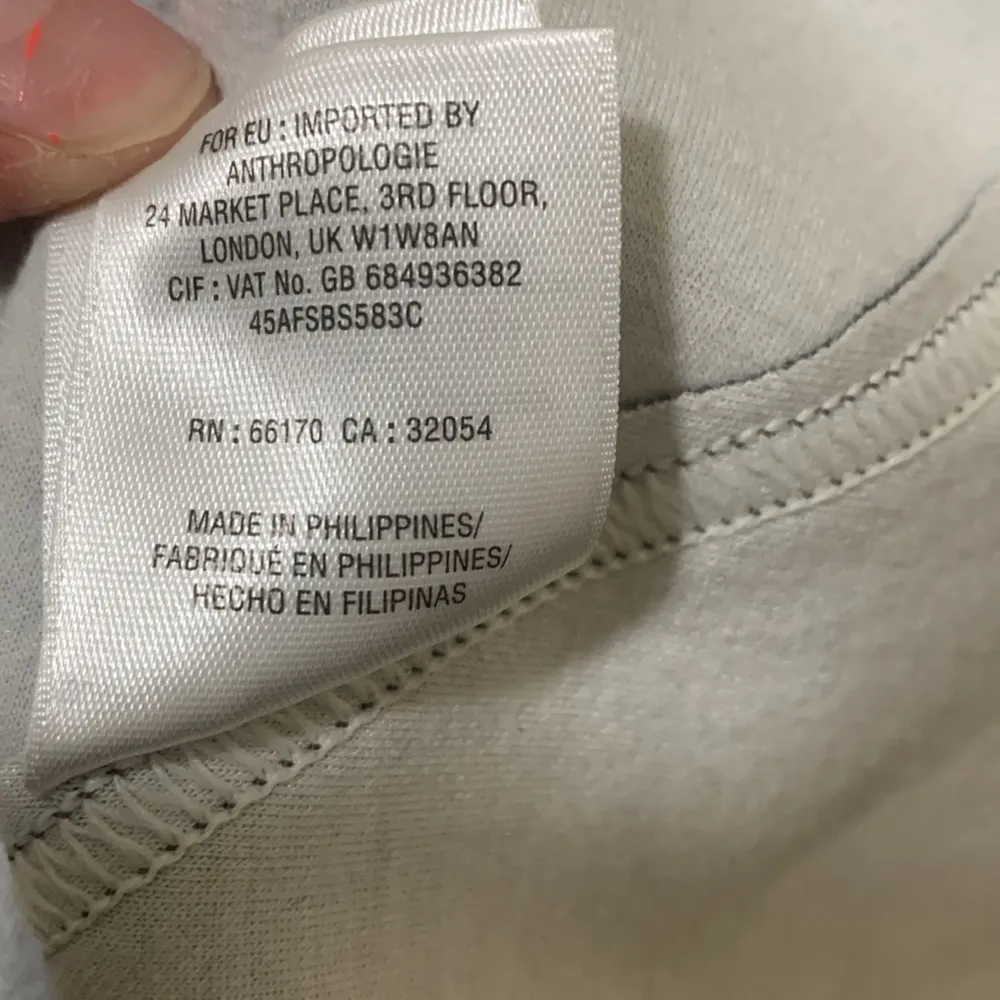 FOR EU : IMPORTED BY
ANTHROPOLOGIE
24 MARKET PLACE, 3RD FLOOR,
LONDON, UK W1W8AN
CIF : VAT No. GB 684936382
45AFSBS583C
RN : 66170 CA : 32054
MADE IN PHILIPPINES/
FABRIQUÉ EN PHILIPPINES/
HECHO EN FILIPINAS